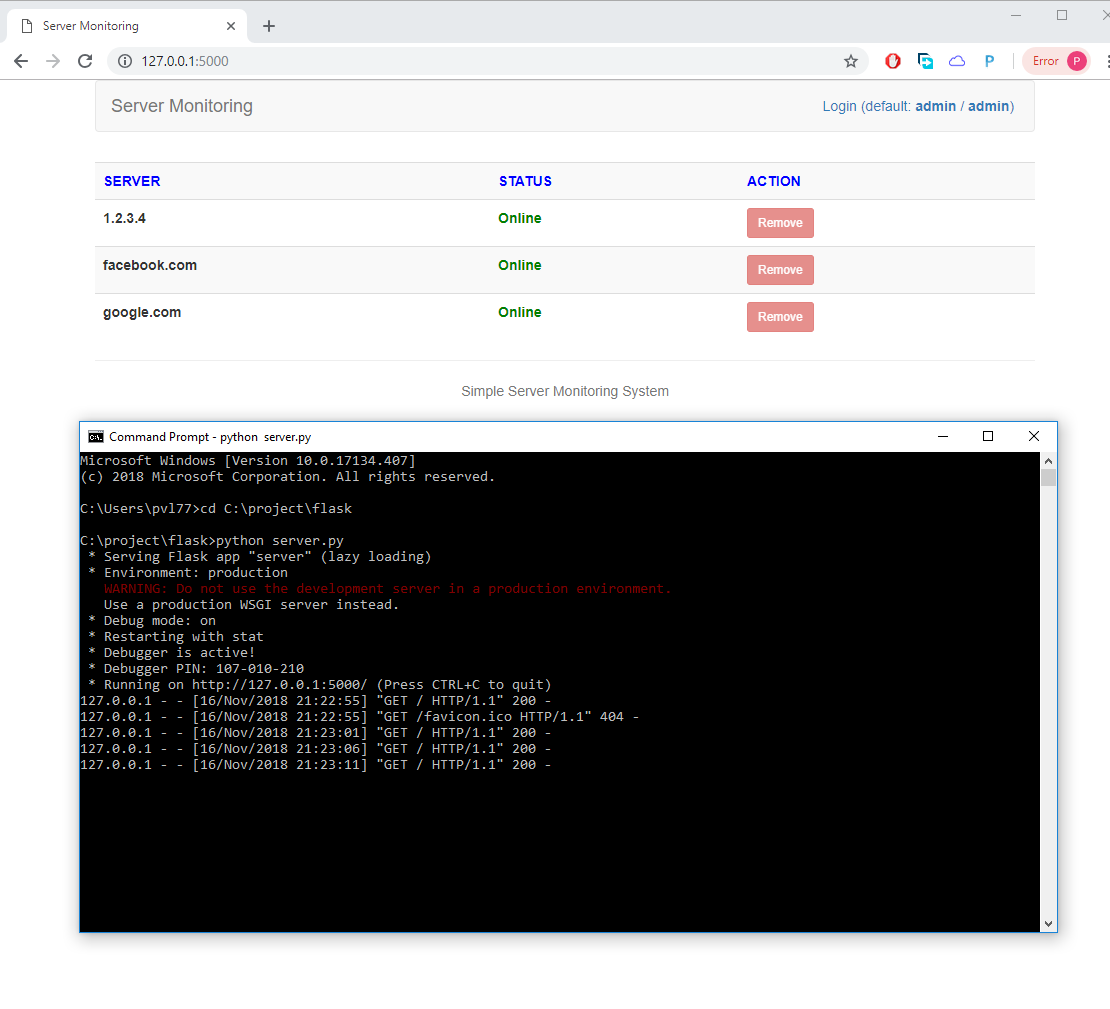 Server Monitoring
127.0.0.1:5000
Error P
Server Monitoring Login (default: admin / admin)
SERVER STATUS ACTION
1.2.3.4 Online Remove
facebook.com Online Remove
google.com Online Remove
Simple Server Monitoring System
Command Prompt - python  server.py
Microsoft Windows [Version 10.0.17134.407]
(c) 2018 Microsoft Corporation. All rights reserved.
C:\Users\pvl77>cd C:\project\flask
C:\project\flask>python server.py
 * Serving Flask app "server" (lazy loading)
 * Environment: production
   WARNING: Do not use the development server in a production environment.
   Use a production WSGI server instead.
 * Debug mode: on
 * Restarting with stat
 * Debugger is active!
 * Debugger PIN: 107-010-210
 * Running on http://127.0.0.1:5000/ (Press CTRL+C to quit)
127.0.0.1 - - [16/Nov/2018 21:22:55] "GET / HTTP/1.1" 200 -
127.0.0.1 - - [16/Nov/2018 21:22:55] "GET /favicon.ico HTTP/1.1" 404 -
127.0.0.1 - - [16/Nov/2018 21:23:01] "GET / HTTP/1.1" 200 -
127.0.0.1 - - [16/Nov/2018 21:23:06] "GET / HTTP/1.1" 200 -
127.0.0.1 - - [16/Nov/2018 21:23:11] "GET / HTTP/1.1" 200 -